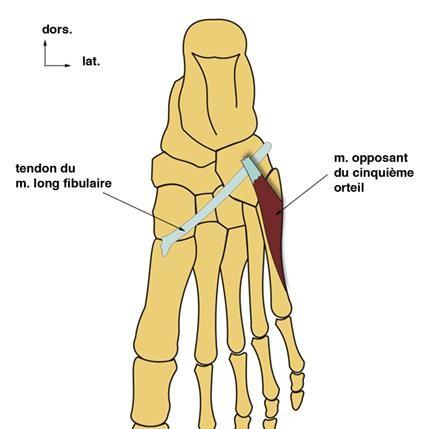 dors.
lat.
tendon du
m. long fibulaire
m. opposant
du cinquième
orteil